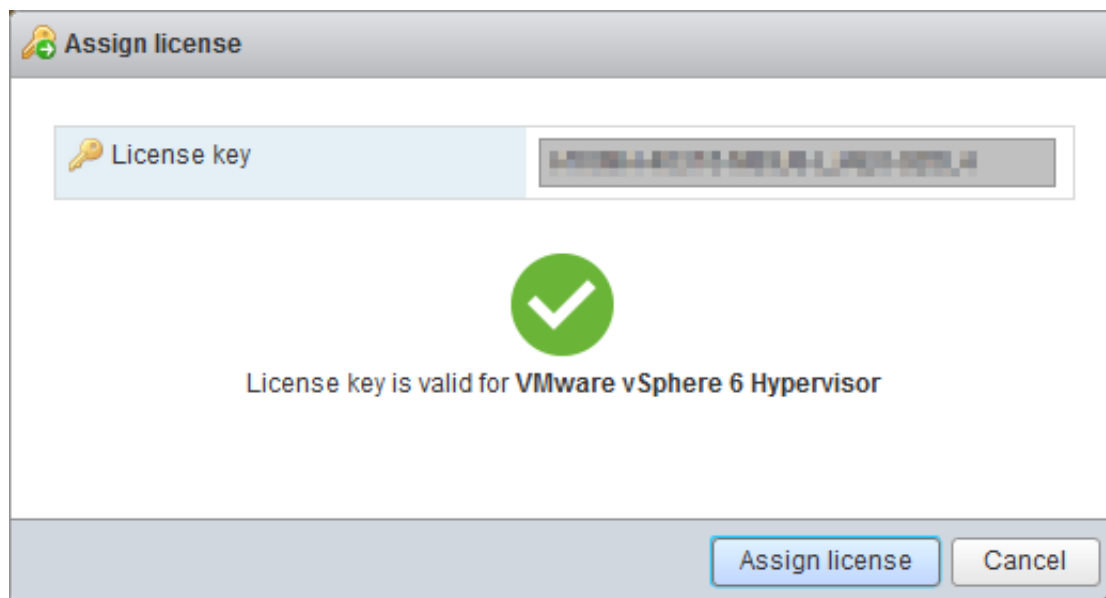 Assign license
License key
License key is valid for VMware vSphere 6 Hypervisor
Assign license
Cancel